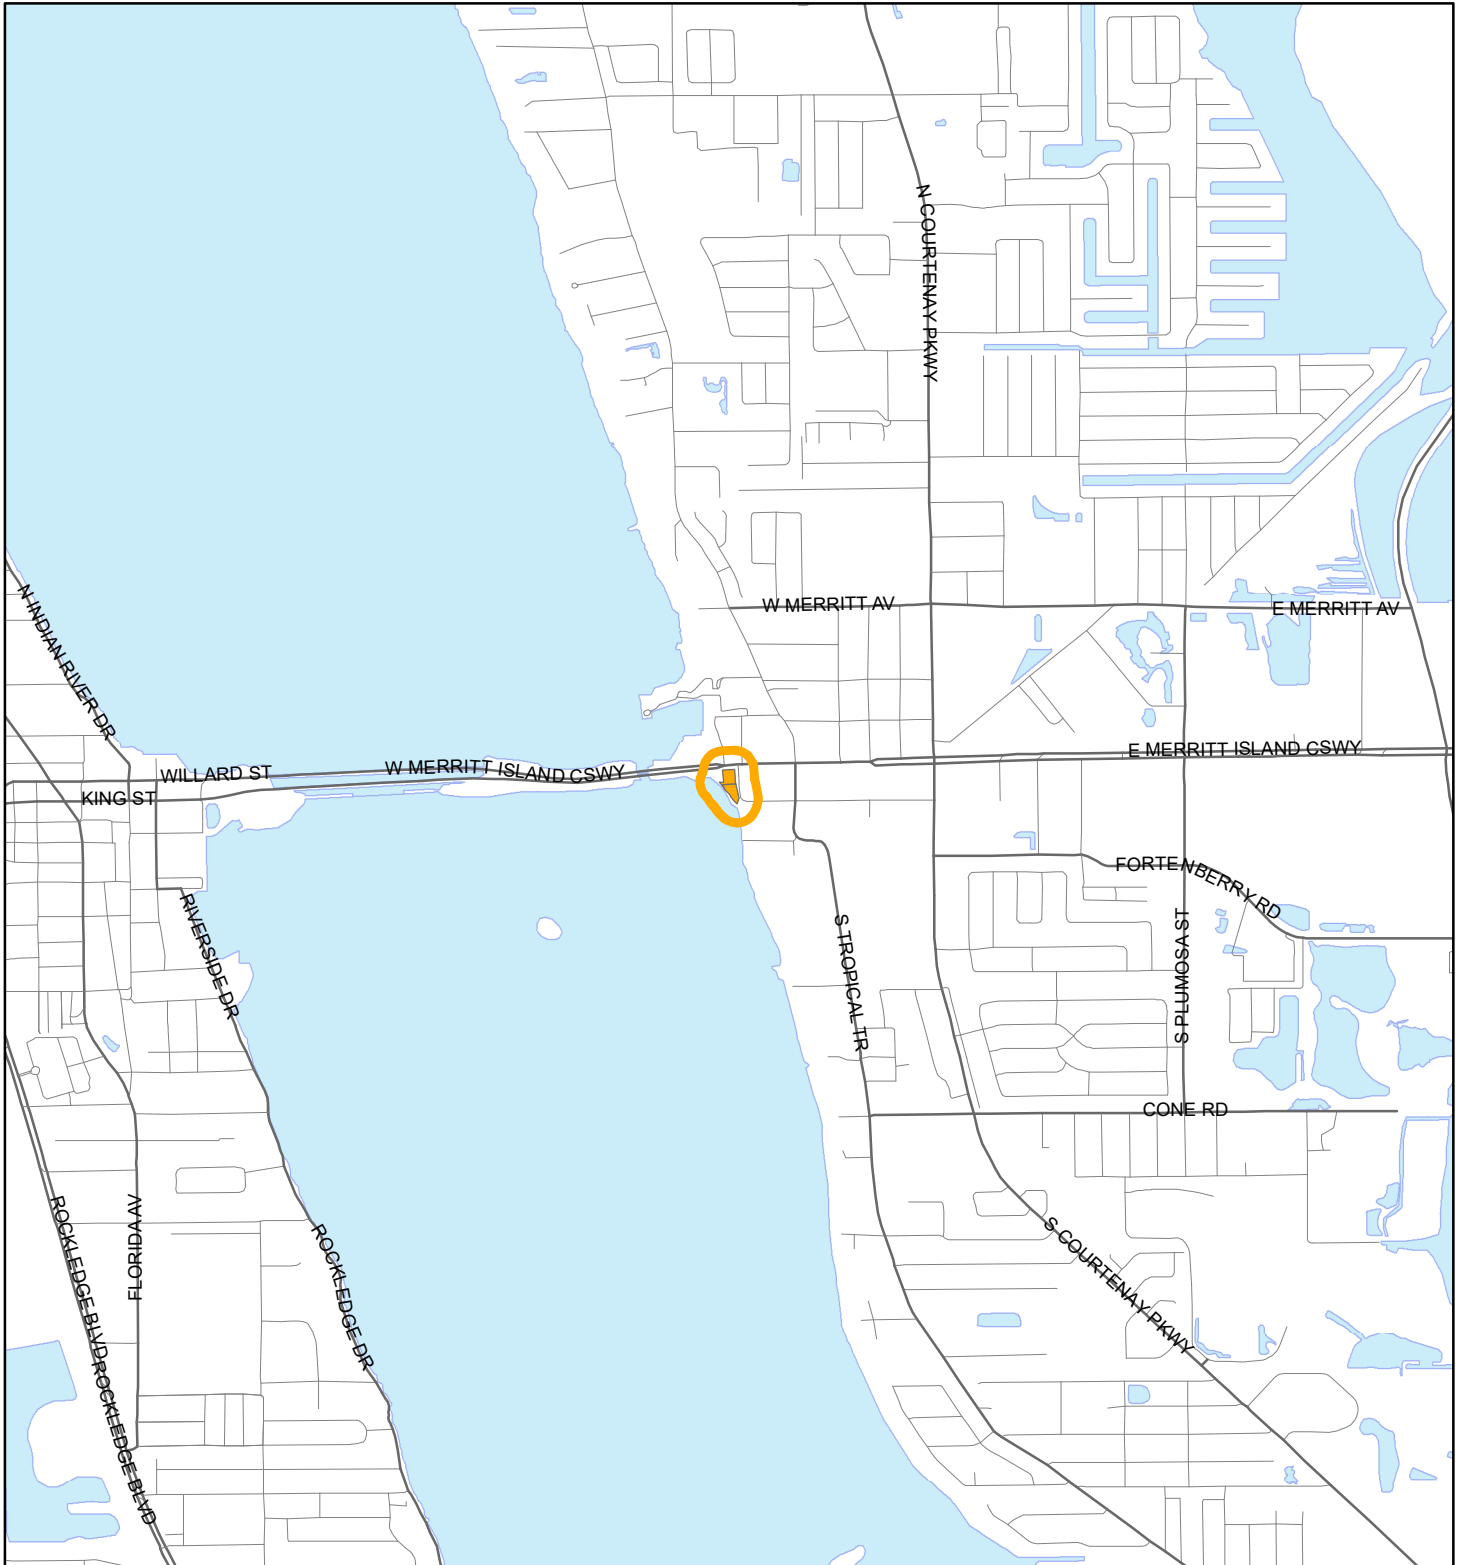 N COURTENAY PKWY
N INDIAN RIVER DR
W MERRITT AV
E MERRITT AV
WILLARD ST
W MERRITT ISLAND CSWY
E MERRITT ISLAND CSWY
KING ST
FORTENBERRY RD
RIVERSIDE DR
S TROPICAL TR
S PLUMOSA ST
CONE RD
ROCKLEDGE BLVD
FLORIDA AV
ROCKLEDGE DR
S COURTENAY PKWY
ROCKLEDGE BLVD